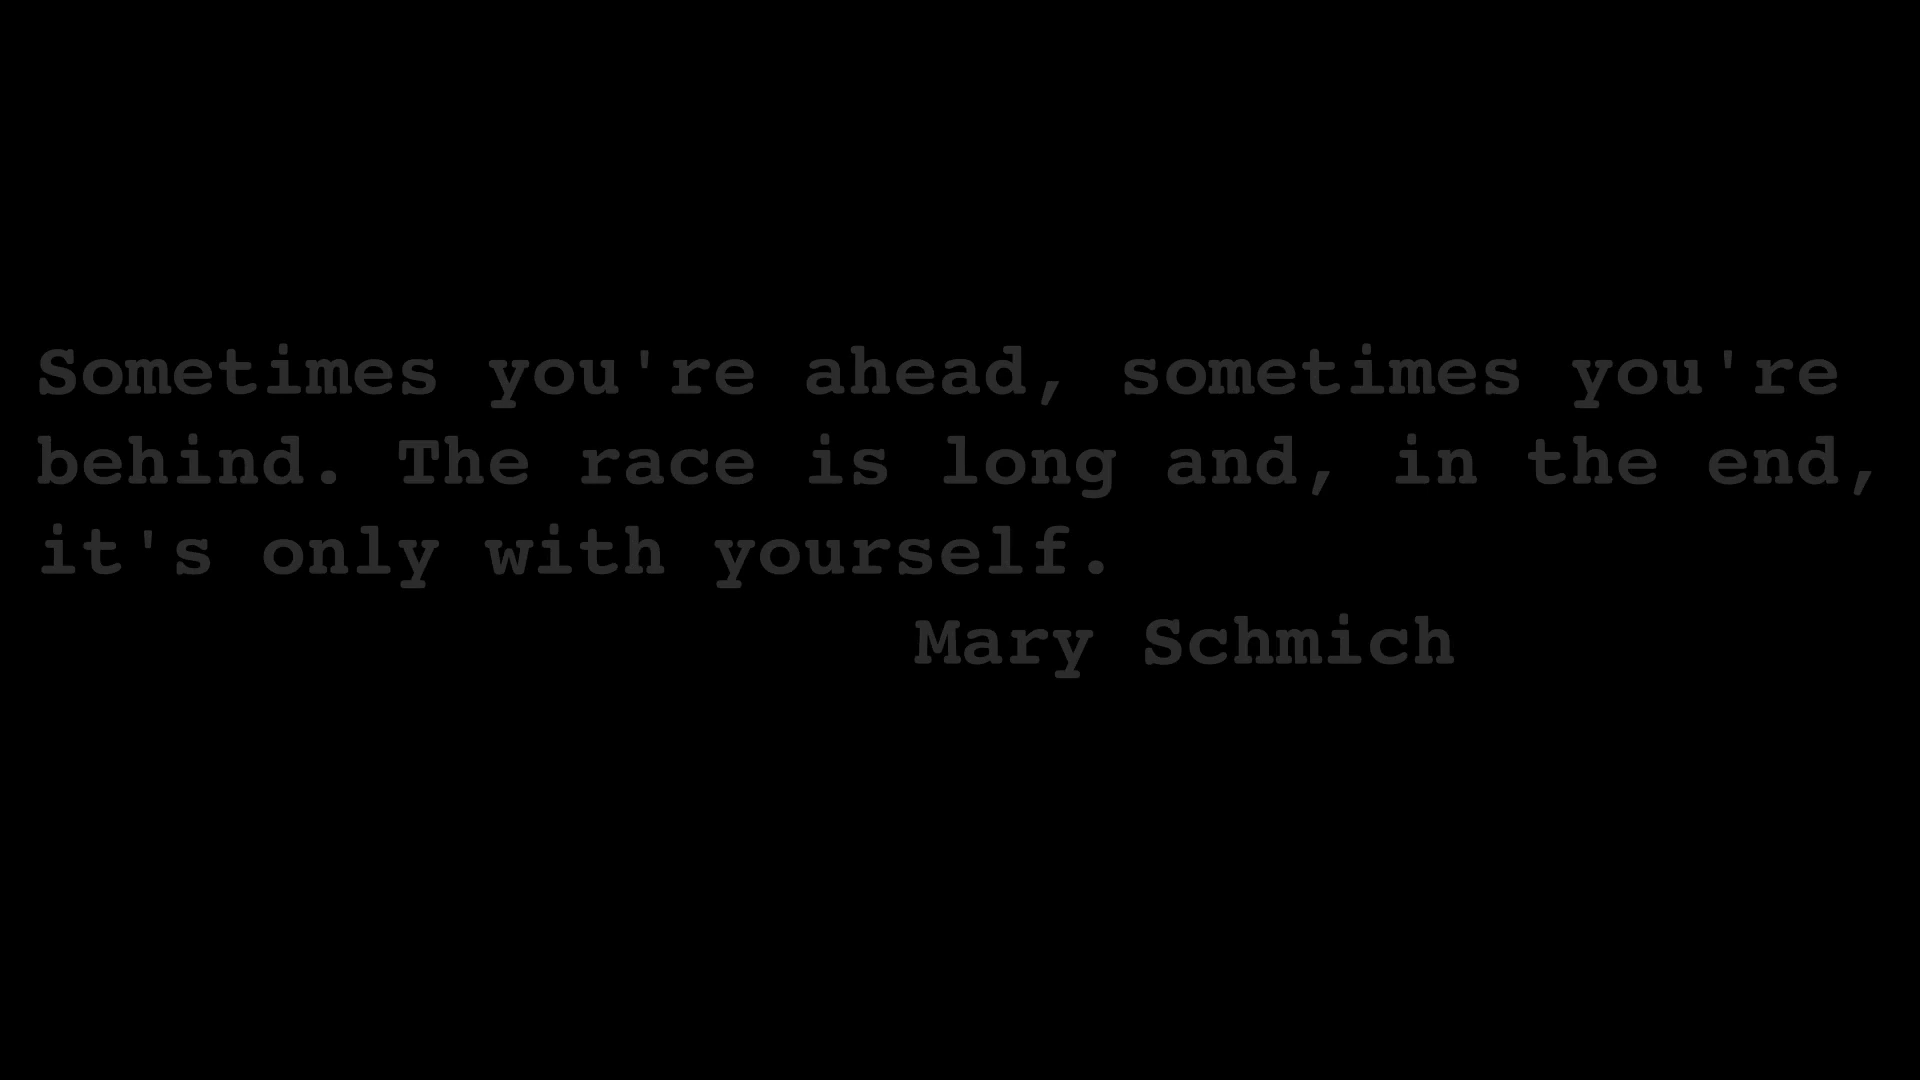 Sometimes you're ahead, sometimes you're
behind. The race is long and, in the end,
it's only with yourself.
Mary Schmich